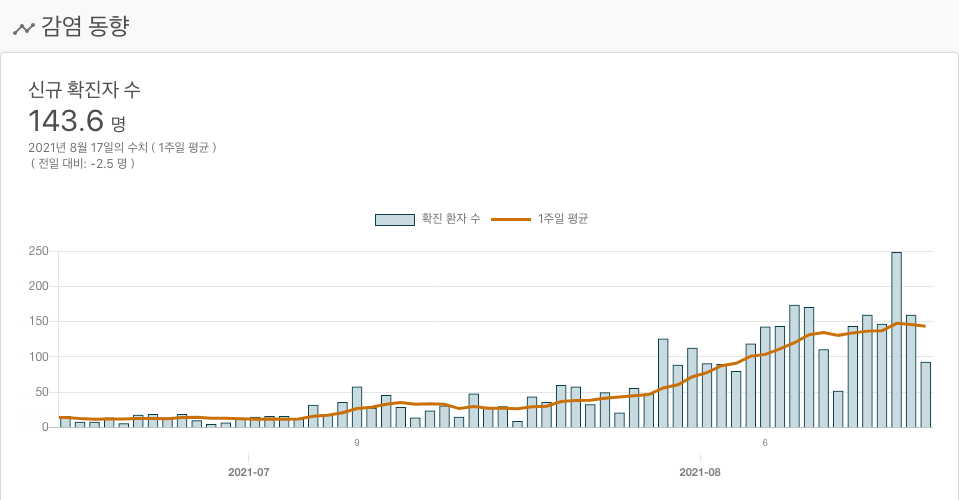 감염 동향
신규 확진자 수
143.6 명
2021년 8월 17일의 수치 ( 1주일 평균 )
( 전일 대비: -2.5 명 )
확진 환자 수 1주일 평균
250
200
150
100
50
0
9 6
2021-07 2021-08